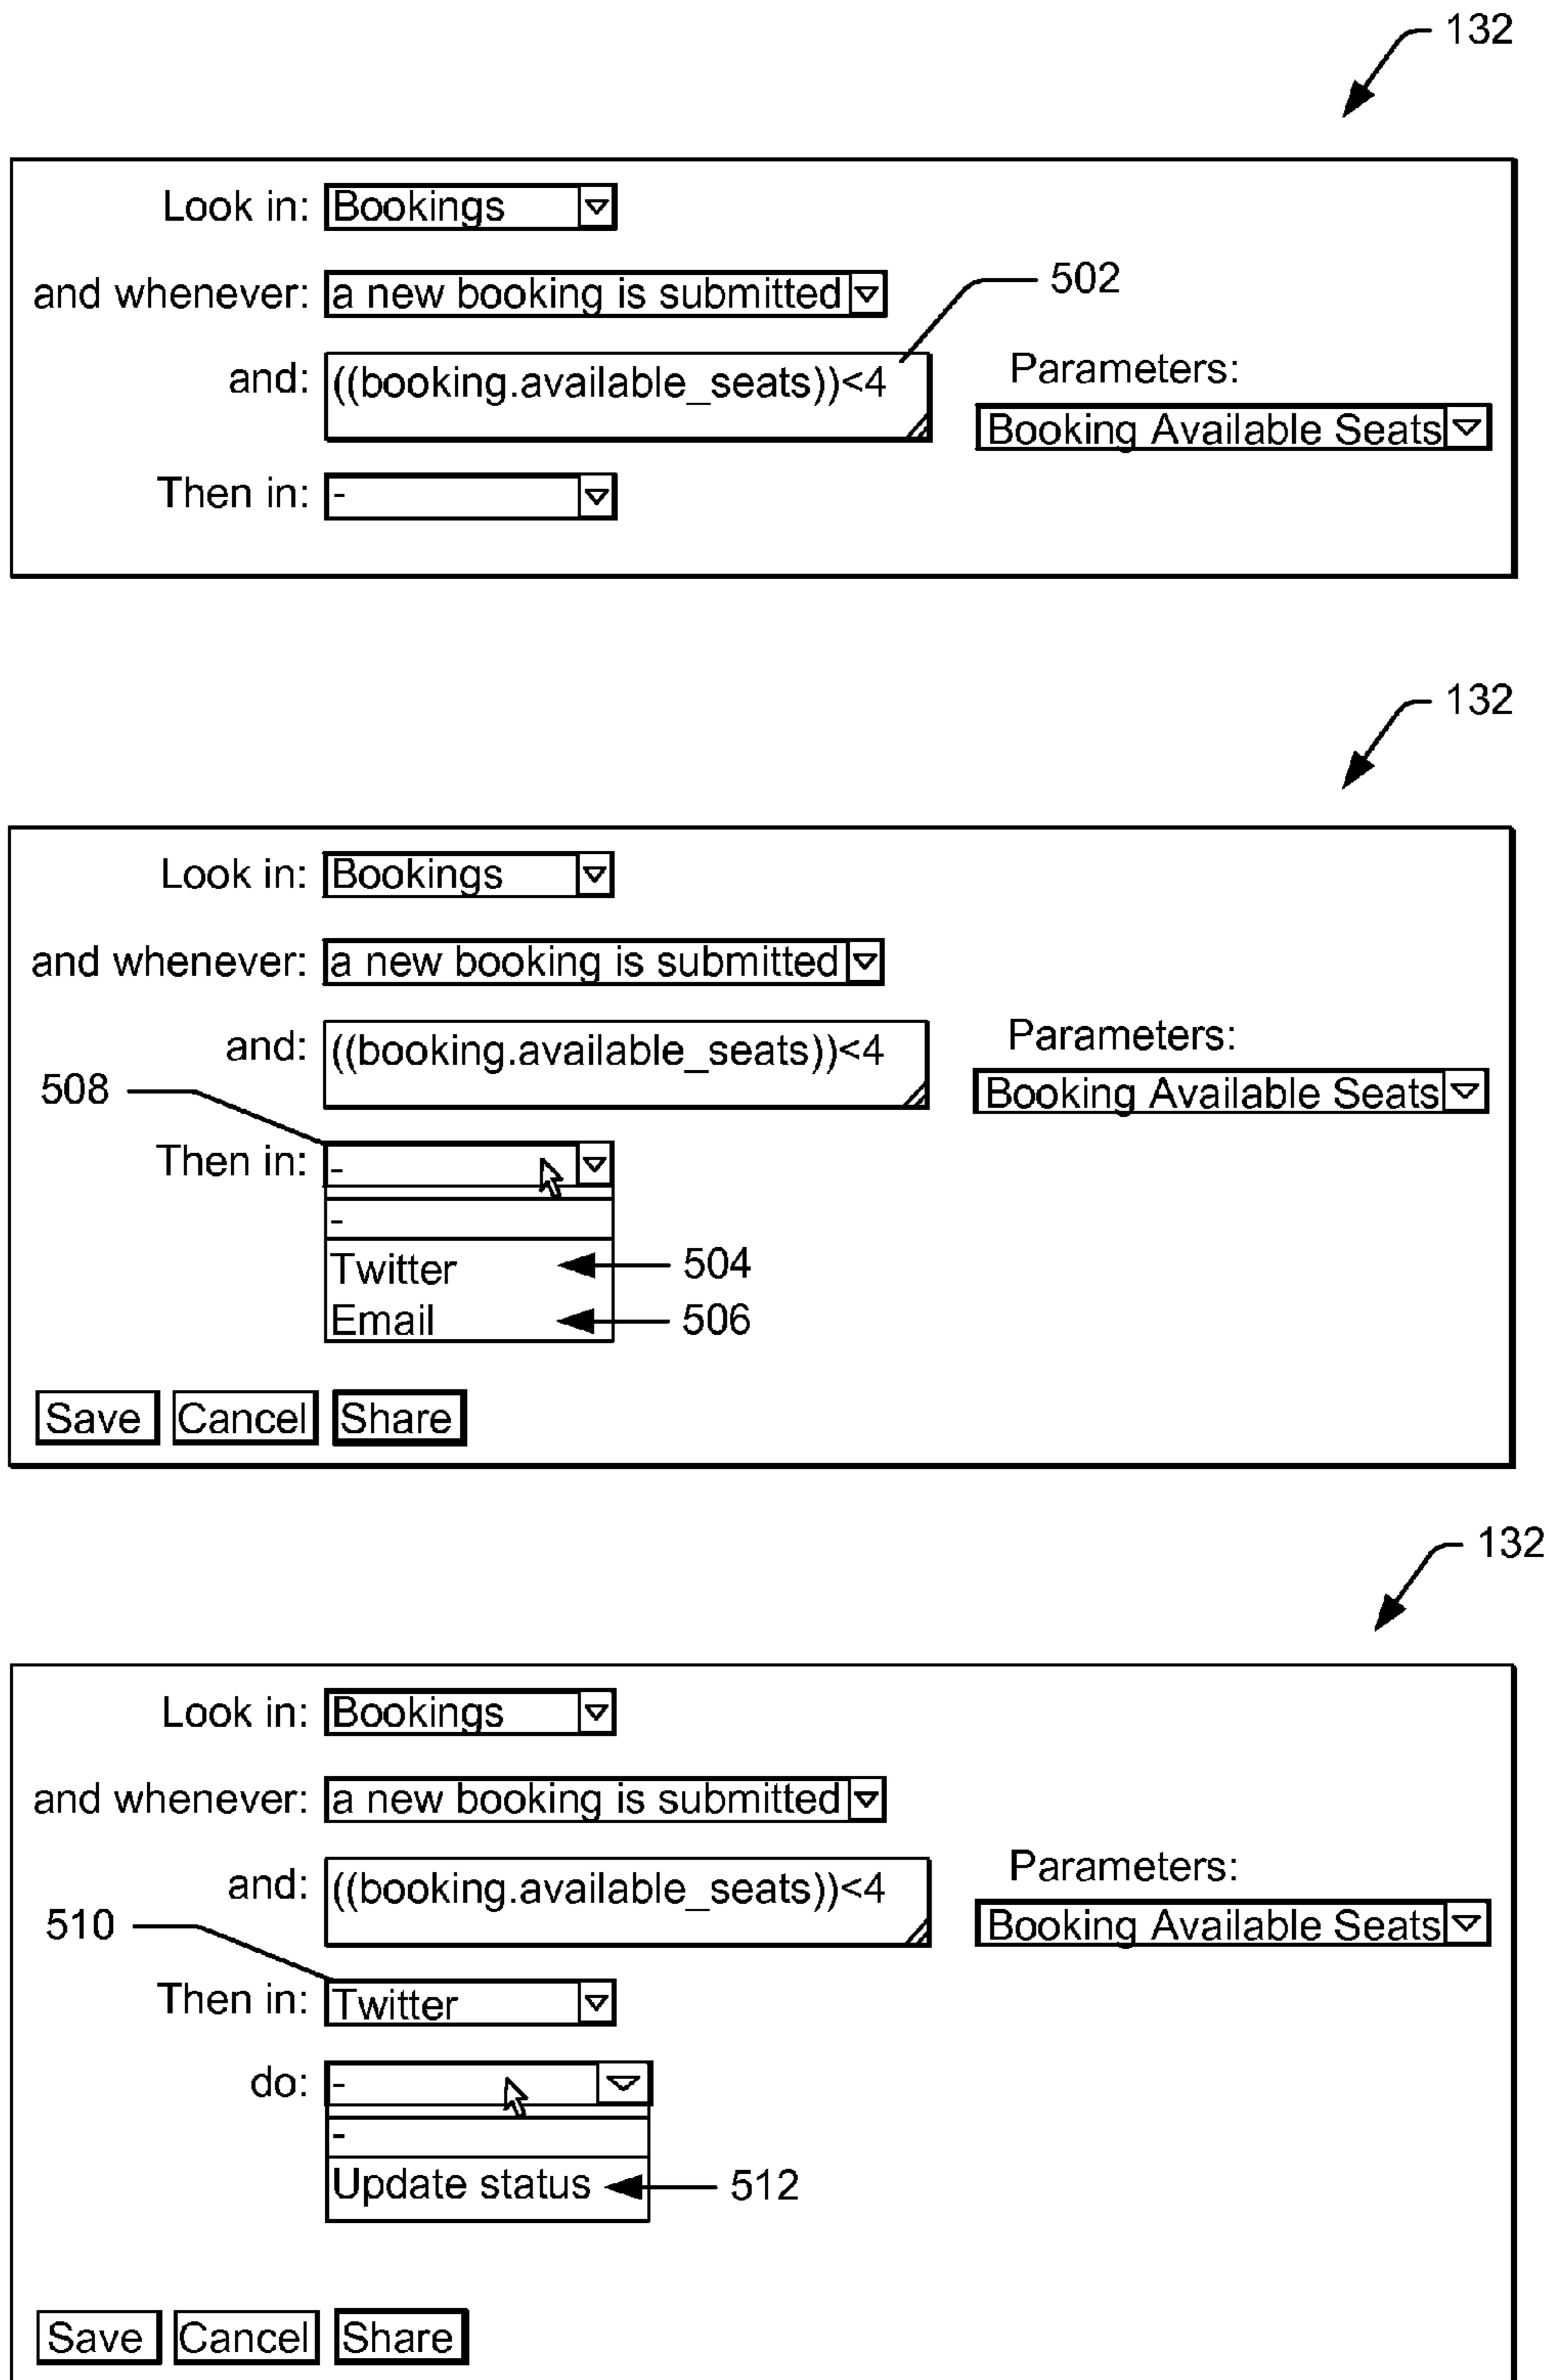 132
Look in: Bookings
and whenever: a new booking is submitted
502
and: ((booking.available_seats))<4
Parameters:
Booking Available Seats
Then in: -
132
Look in: Bookings
and whenever: a new booking is submitted
and: ((booking.available_seats))<4
Parameters:
Booking Available Seats
508
Then in: -
-
Twitter 504
Email 506
Save Cancel Share
132
Look in: Bookings
and whenever: a new booking is submitted
and: ((booking.available_seats))<4
Parameters:
Booking Available Seats
510
Then in: Twitter
do: -
-
Update status 512
Save Cancel Share